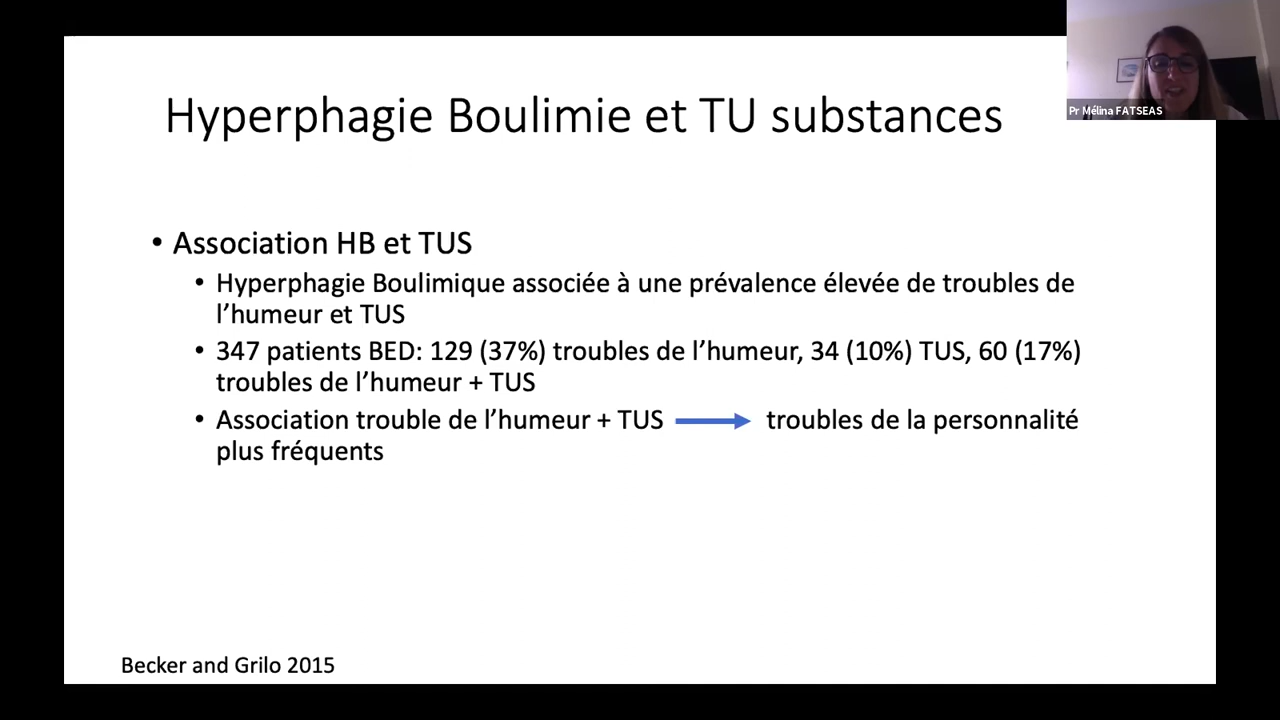 Hyperphagie Boulimie et TU substances
Pr Mélina FATSEAS
• Association HB et TUS
• Hyperphagie Boulimique associée à une prévalence élevée de troubles de
l’humeur et TUS
• 347 patients BED: 129 (37%) troubles de l’humeur, 34 (10%) TUS, 60 (17%)
troubles de l’humeur + TUS
• Association trouble de l’humeur + TUS → troubles de la personnalité
plus fréquents
Becker and Grilo 2015